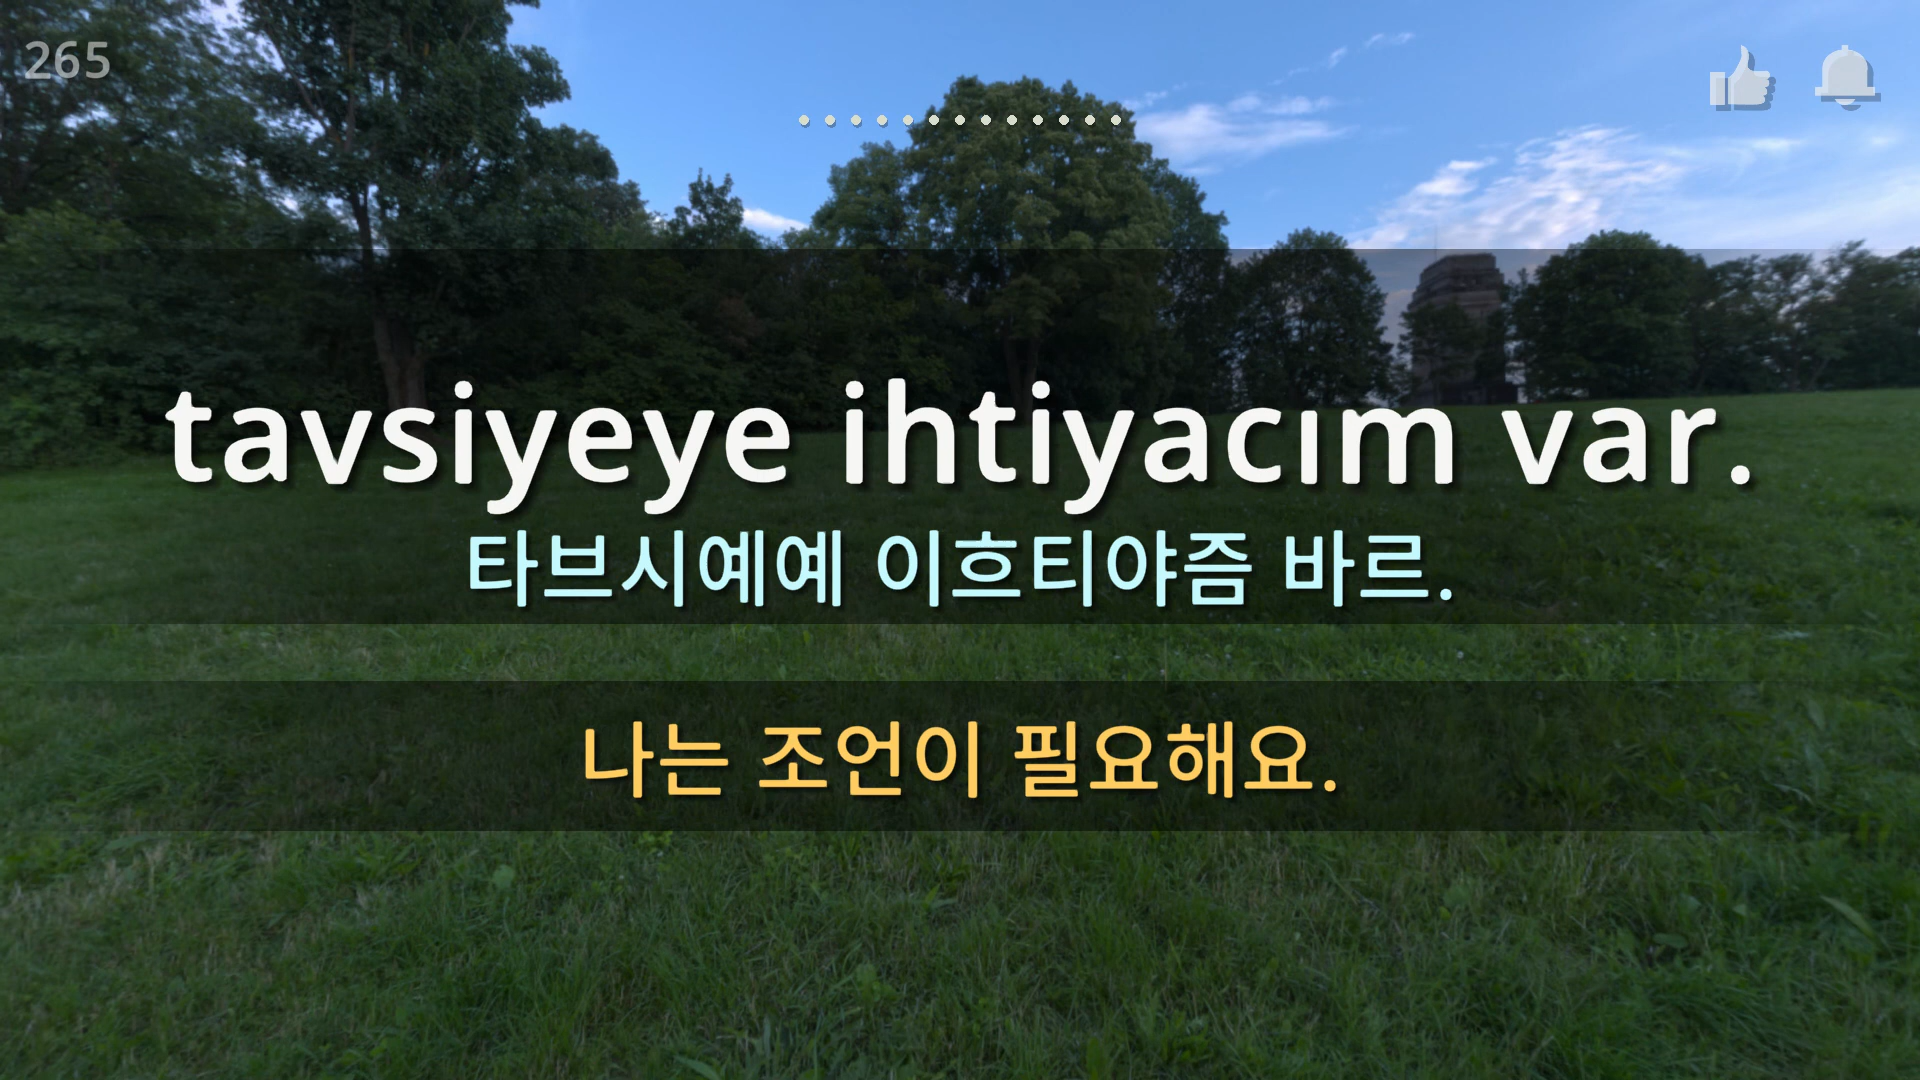 265
tavsiyeye ihtiyacım var.
타브시예예 이흐티야즘 바르.
나는 조언이 필요해요.